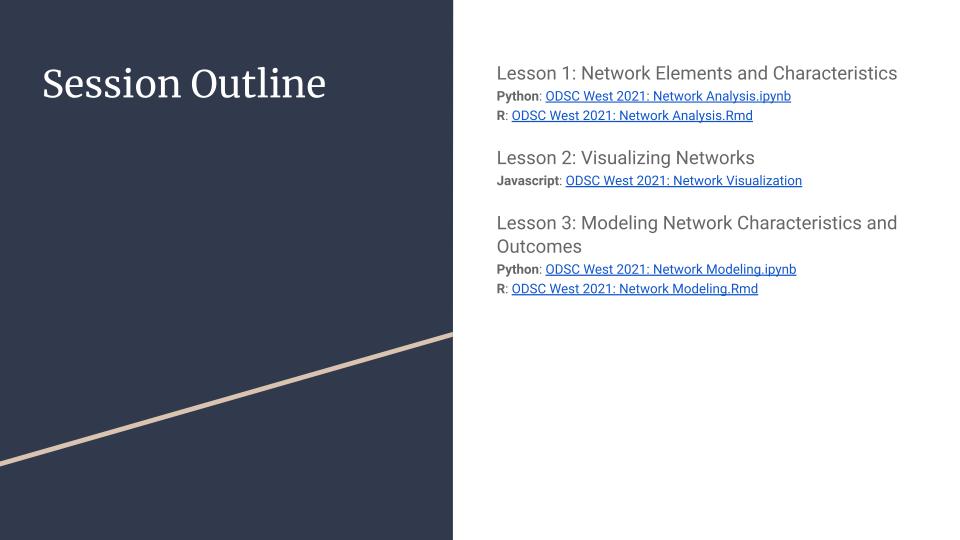 Session Outline
Lesson 1: Network Elements and Characteristics
Python: ODSC West 2021: Network Analysis.ipynb
R: ODSC West 2021: Network Analysis.Rmd
Lesson 2: Visualizing Networks
Javascript: ODSC West 2021: Network Visualization
Lesson 3: Modeling Network Characteristics and
Outcomes
Python: ODSC West 2021: Network Modeling.ipynb
R: ODSC West 2021: Network Modeling.Rmd